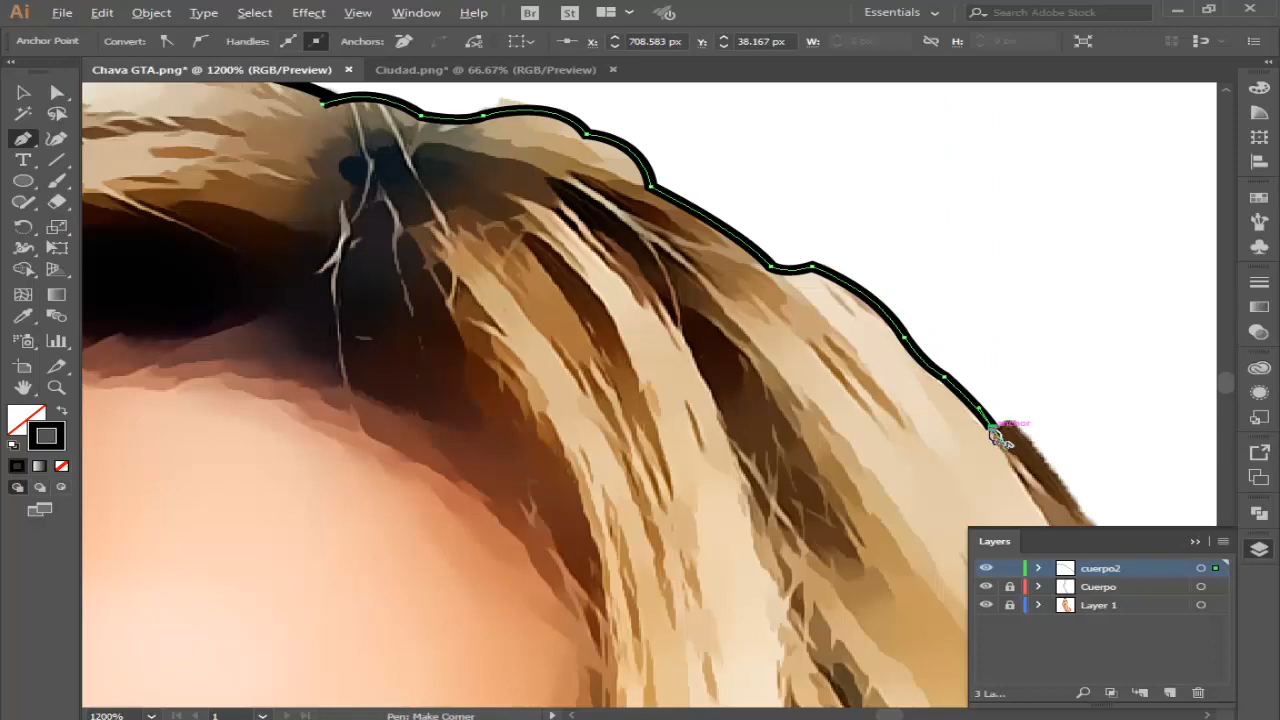 Ai File Edit Object Type Select Effect View Window Help Br St Essentials Search Adobe Stock
Anchor Point Convert: Handles: Anchors: X: 708.583 px Y: 38.167 px W: H:
Chava GTA.png* @ 1200% (RGB/Preview) × Ciudad.png* @ 66.67% (RGB/Preview) ×
anchor
Layers
cuerpo2
Cuerpo
Layer 1
3 La...
1200% 1 Pen: Make Corner